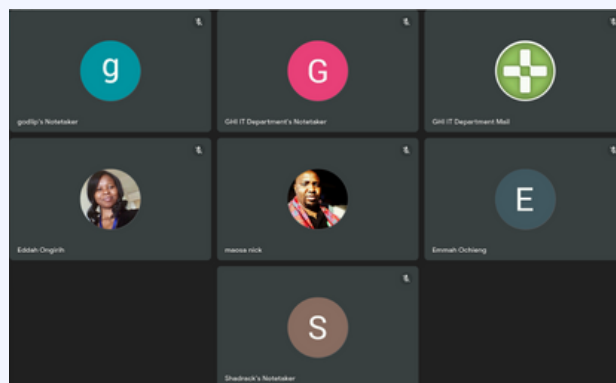 g
godlip's Notetaker
G
GHI IT Department's Notetaker
GHI IT Department Mail
Eddah Ongirih
maosa nick
E
Emmah Ochieng
S
Shadrack's Notetaker